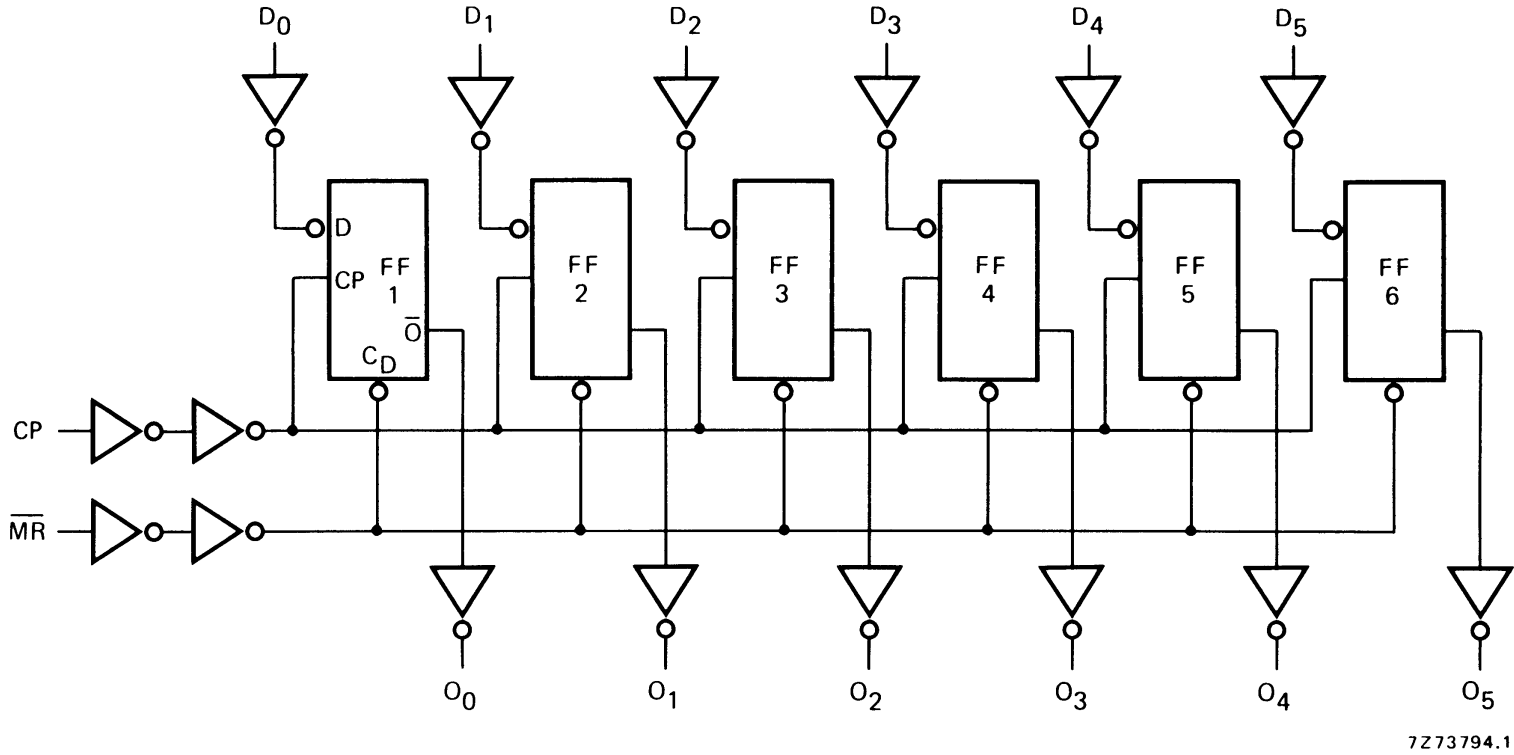 D0 D1 D2 D3 D4 D5
D
CP FF 1
O̅
CD
FF 2
FF 3
FF 4
FF 5
FF 6
CP
M̅R̅
O0 O1 O2 O3 O4 O5
7Z73794.1